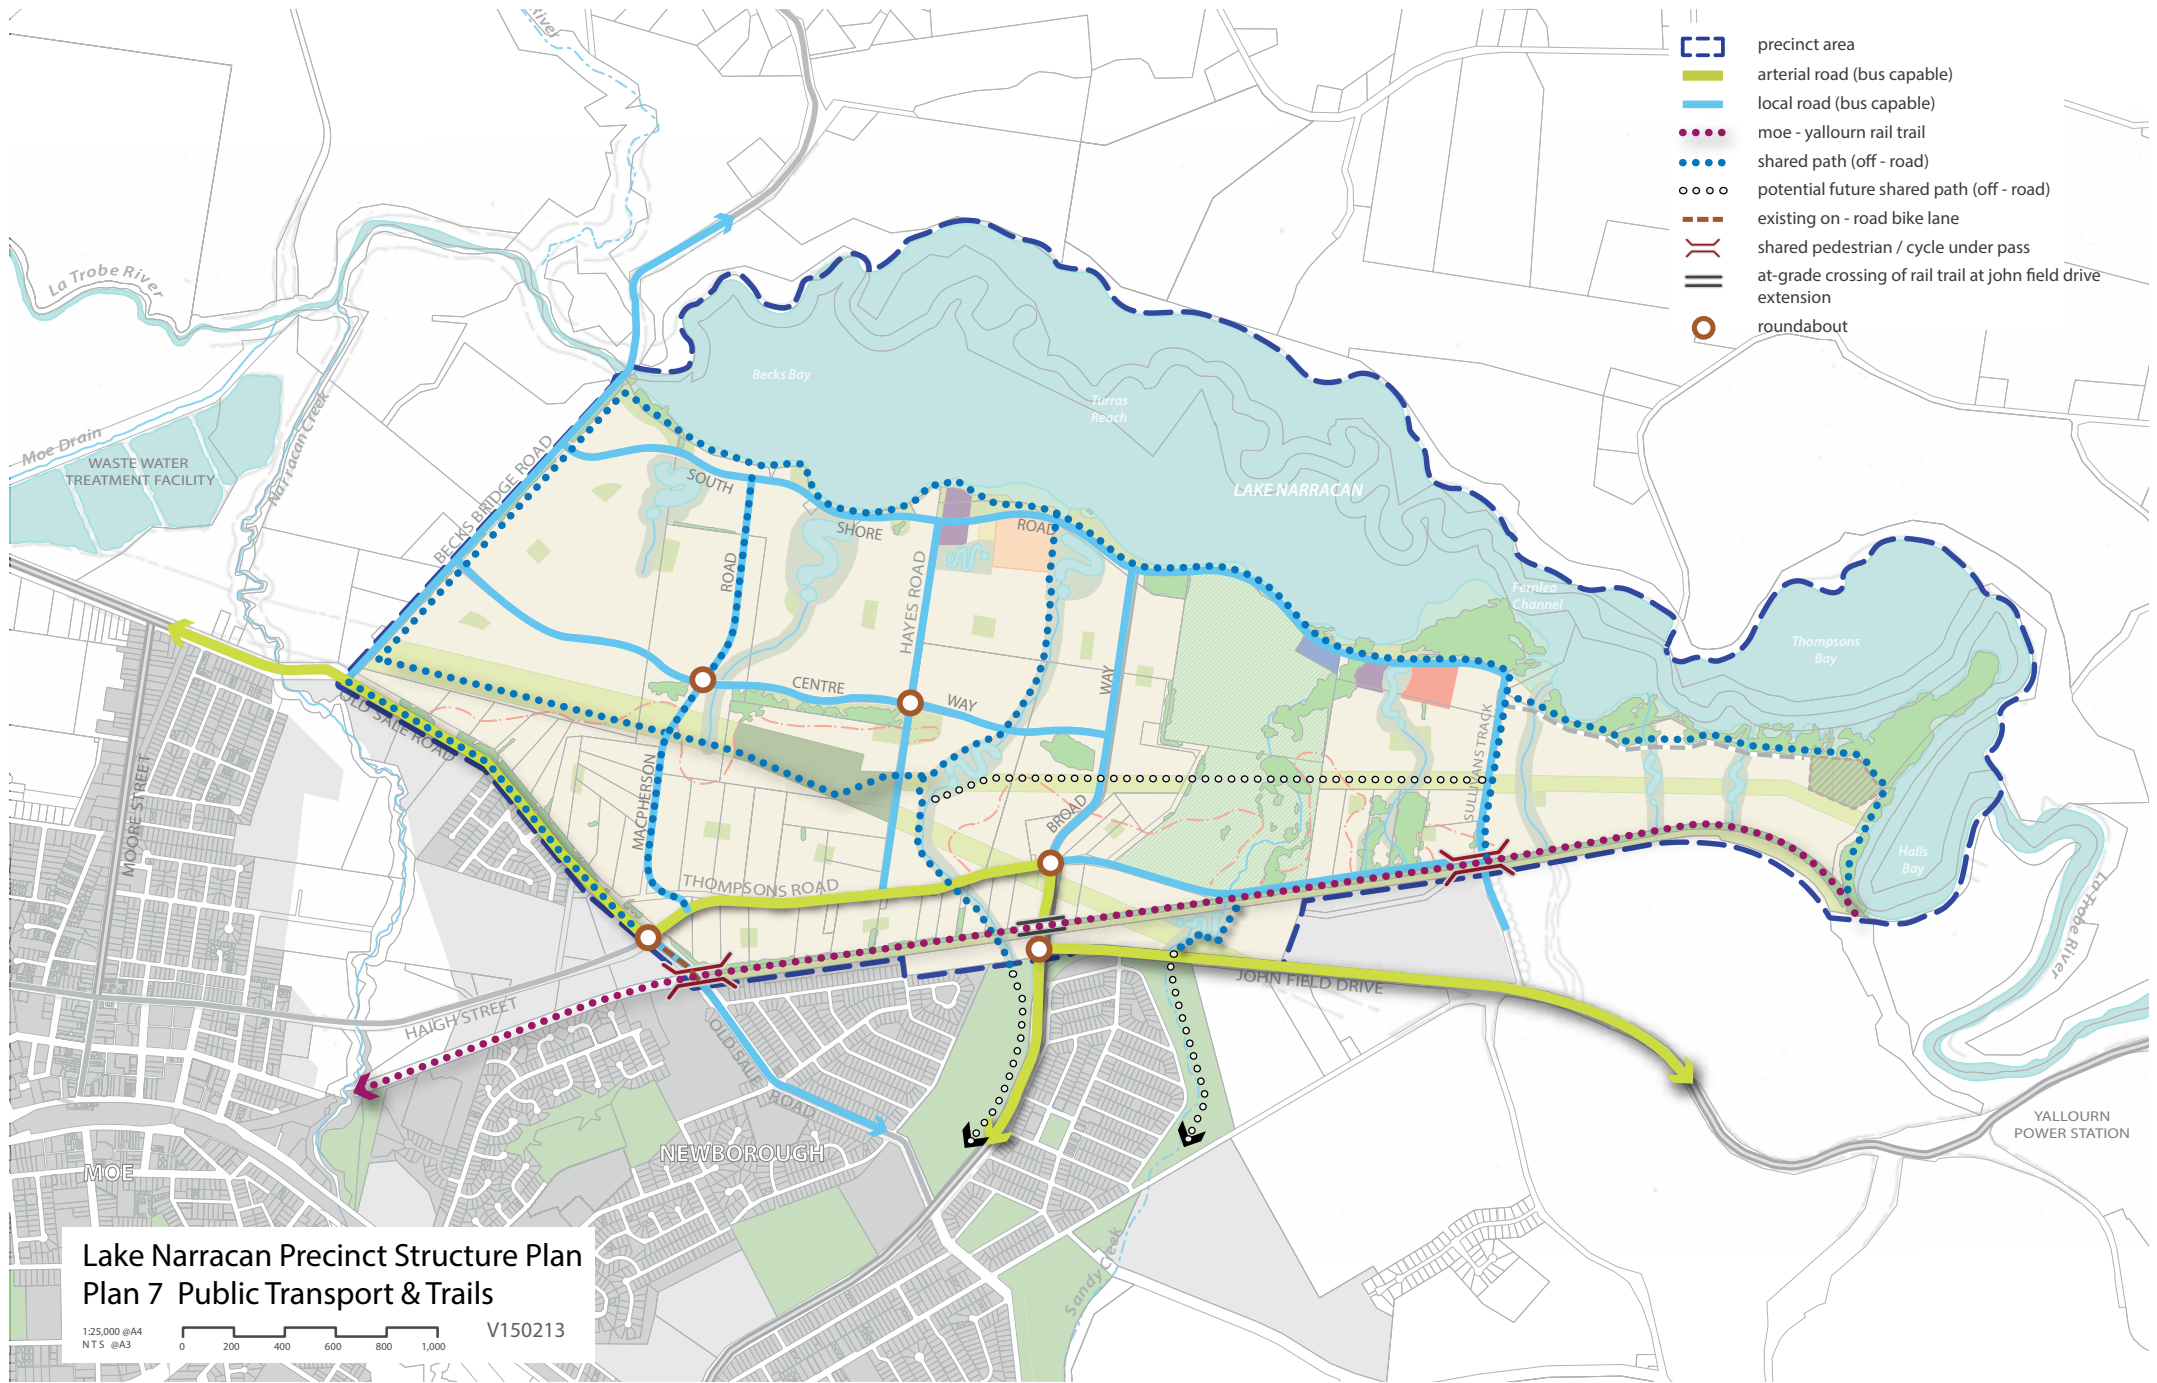 River
precinct area
arterial road (bus capable)
local road (bus capable)
moe - yallourn rail trail
shared path (off - road)
potential future shared path (off - road)
existing on - road bike lane
shared pedestrian / cycle under pass
at-grade crossing of rail trail at john field drive
extension
roundabout
La Trobe River
Becks Bay
Turras
Reach
Moe Drain
Narracan Creek
WASTE WATER
TREATMENT FACILITY
BECKS BRIDGE ROAD
SOUTH
SHORE
ROAD
LAKE NARRACAN
ROAD
HAYES ROAD
Fernlea
Channel
Thompsons
Bay
CENTRE
WAY
WAY
OLD SALE ROAD
SULLIVANS TRACK
MOORE STREET
MACPHERSON
BROAD
THOMPSONS ROAD
Halls
Bay
La-Trobe River
HAIGH STREET
JOHN FIELD DRIVE
OLD SALE
ROAD
YALLOURN
POWER STATION
NEWBOROUGH
MOE
Sandy Creek
Lake Narracan Precinct Structure Plan
Plan 7 Public Transport & Trails
1:25,000 @A4
NTS @A3
0 200 400 600 800 1,000
V150213